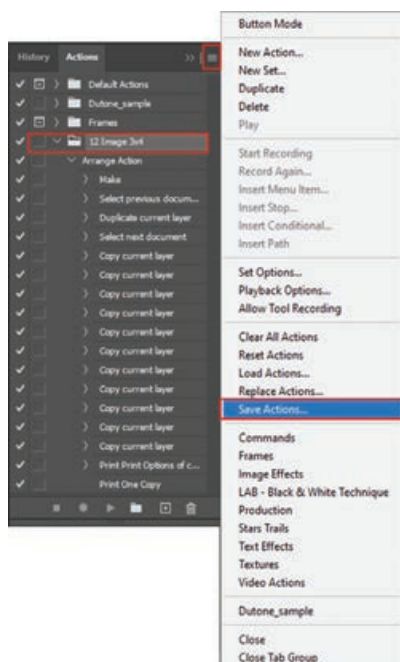 History
Actions
Default Actions
Dutone_sample
Frames
12 Image 3x4
Arrange Action
Make
Select previous docum...
Duplicate current layer
Select next document
Copy current layer
Copy current layer
Copy current layer
Copy current layer
Copy current layer
Copy current layer
Copy current layer
Copy current layer
Copy current layer
Copy current layer
Copy current layer
Print Print Options of c...
Print One Copy
Button Mode
New Action...
New Set...
Duplicate
Delete
Play
Start Recording
Record Again...
Insert Menu Item...
Insert Stop...
Insert Conditional...
Insert Path
Set Options...
Playback Options...
Allow Tool Recording
Clear All Actions
Reset Actions
Load Actions...
Replace Actions...
Save Actions...
Commands
Frames
Image Effects
LAB - Black & White Technique
Production
Stars Trails
Text Effects
Textures
Video Actions
Dutone_sample
Close
Close Tab Group